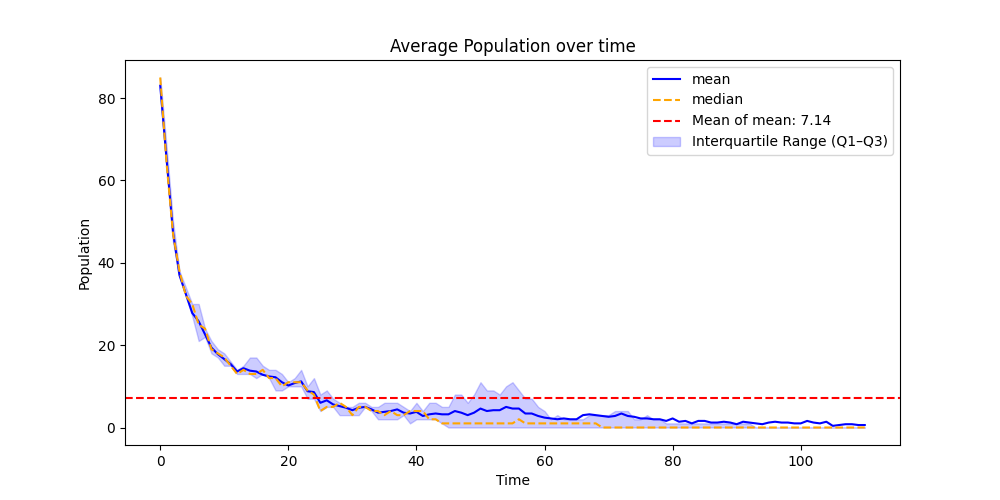 Average Population over time
mean
median
Mean of mean: 7.14
Interquartile Range (Q1–Q3)
Population
80
60
40
20
0
0 20 40 60 80 100
Time